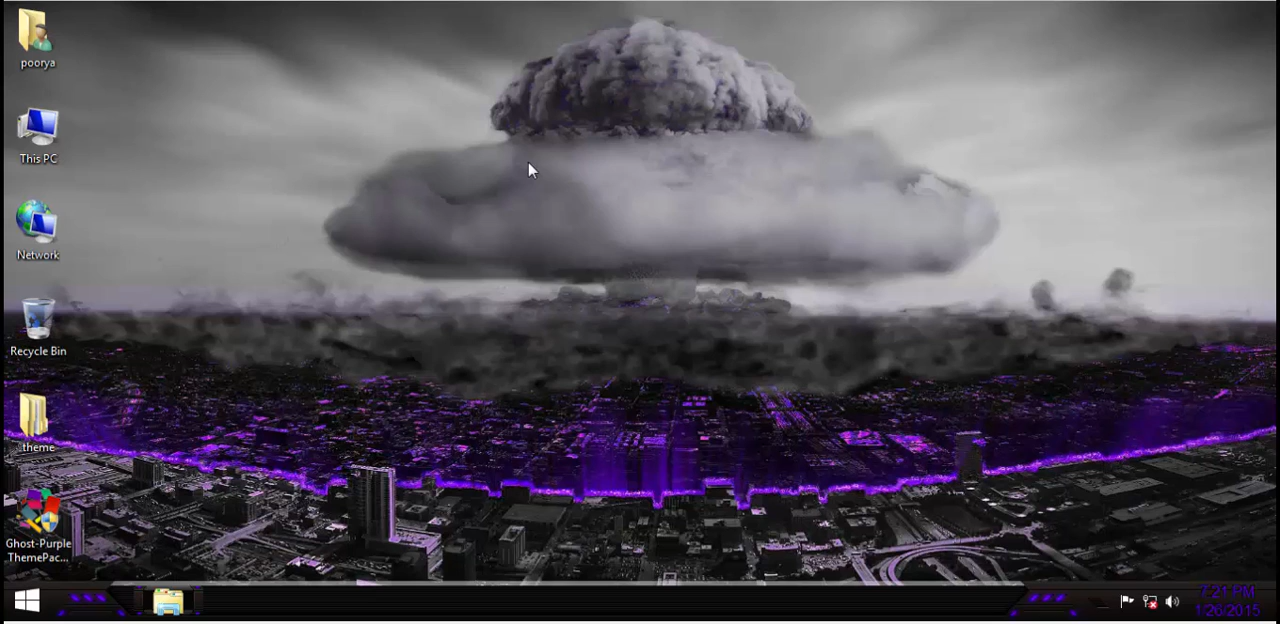 poorya
This PC
Network
Recycle Bin
theme
Ghost-Purple
ThemePac...
7:21 PM
1/26/2015